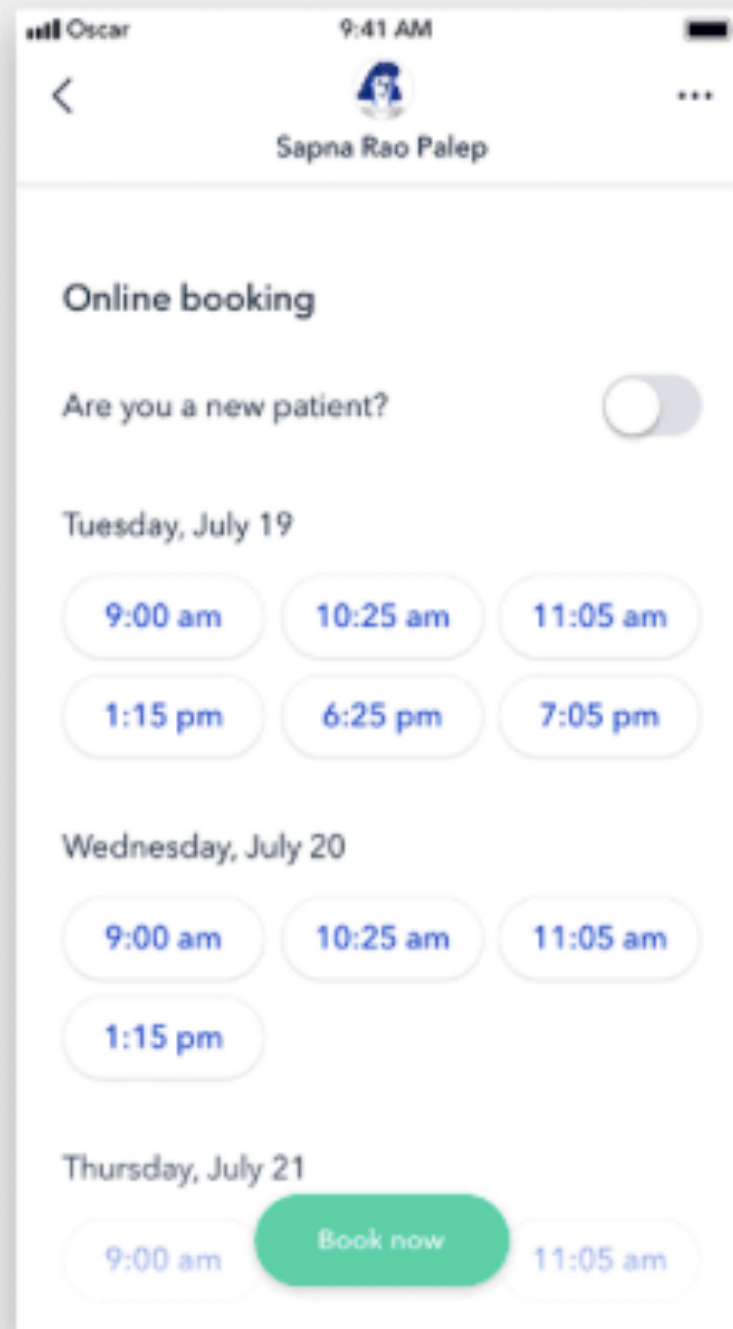 Oscar 9:41 AM
Sapna Rao Palep
Online booking
Are you a new patient?
Tuesday, July 19
9:00 am 10:25 am 11:05 am
1:15 pm 6:25 pm 7:05 pm
Wednesday, July 20
9:00 am 10:25 am 11:05 am
1:15 pm
Thursday, July 21
9:00 am Book now 11:05 am